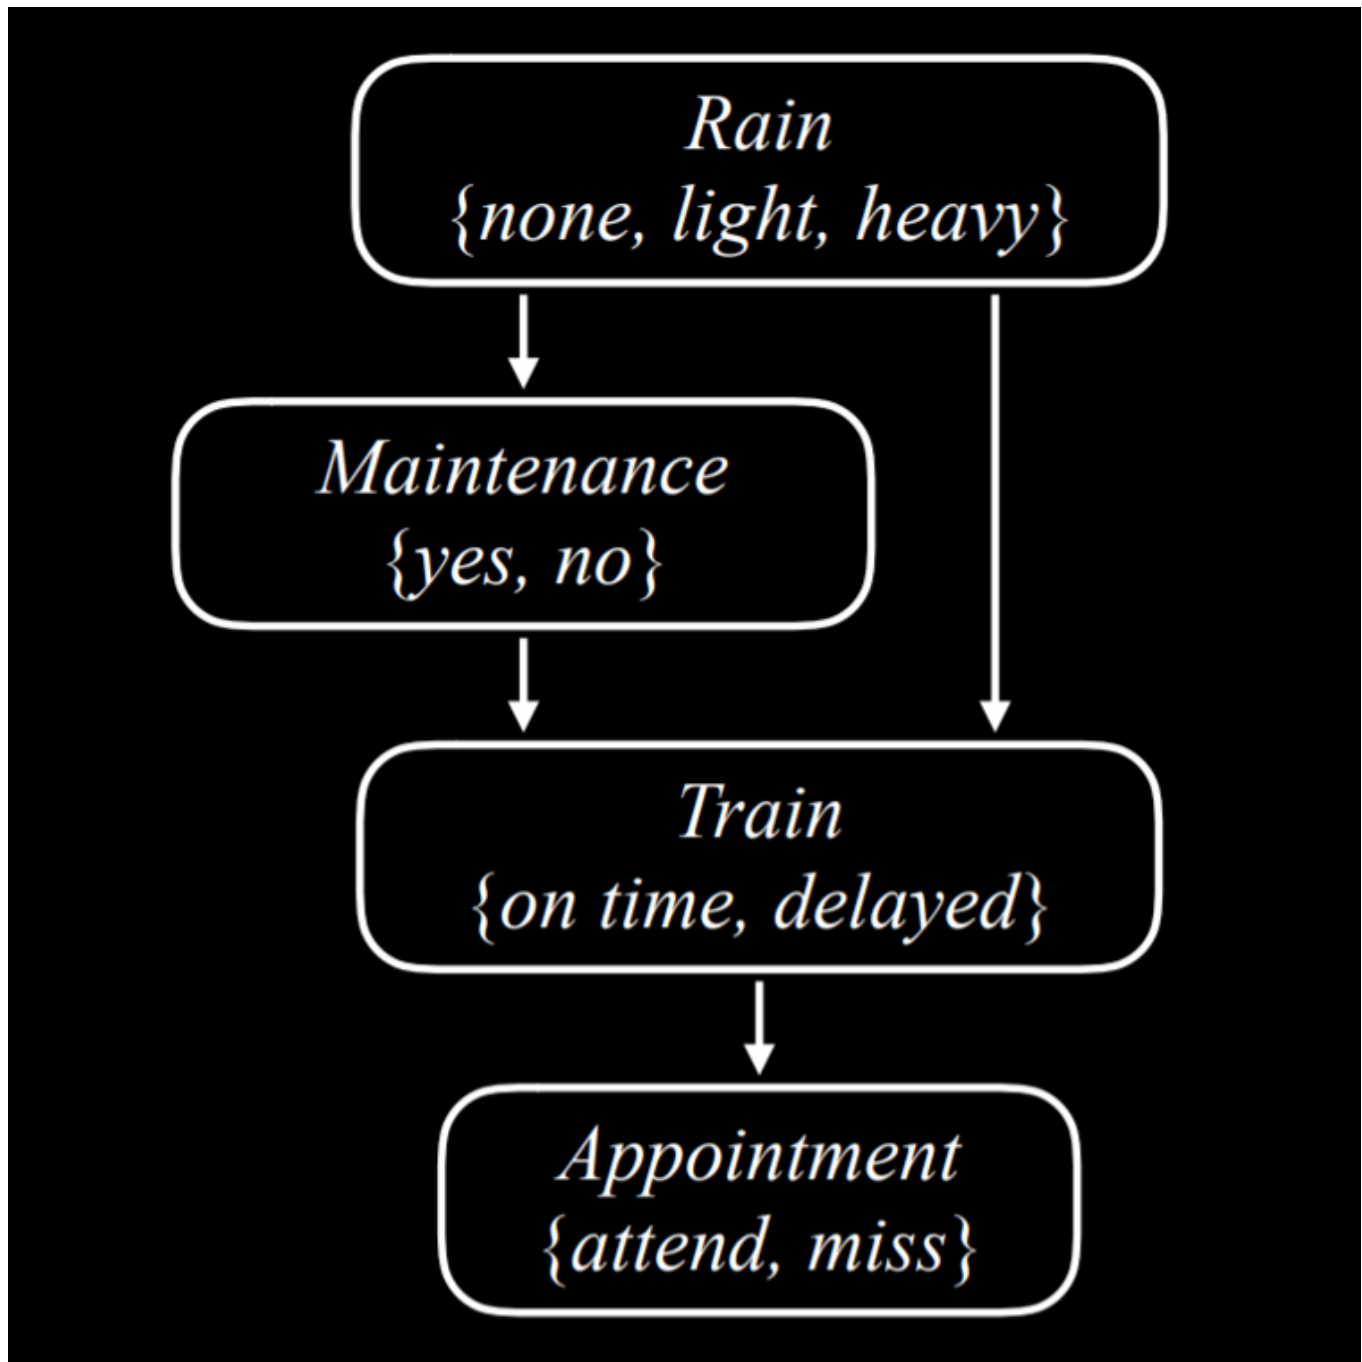 Rain
{none, light, heavy}
Maintenance
{yes, no}
Train
{on time, delayed}
Appointment
{attend, miss}